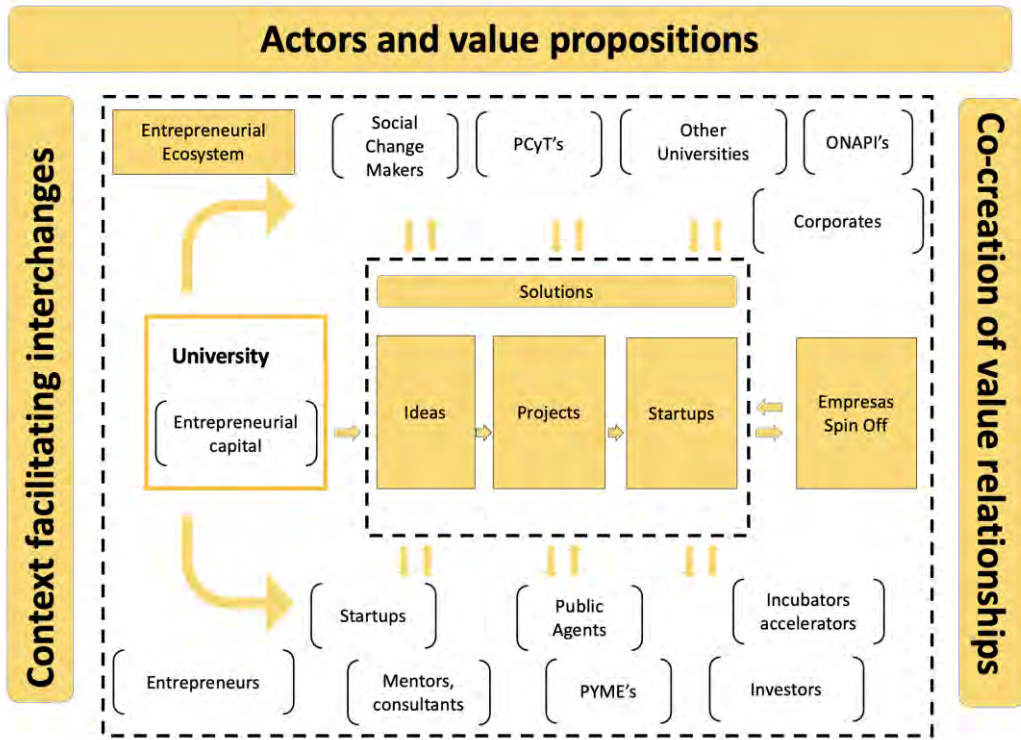 Actors and value propositions
Context facilitating interchanges
Co-creation of value relationships
Entrepreneurial
Ecosystem
Social
Change
Makers
PCyT's
Other
Universities
ONAPI's
Corporates
Solutions
University
Entrepreneurial
capital
Ideas
Projects
Startups
Empresas
Spin Off
Startups
Public
Agents
Incubators
accelerators
Entrepreneurs
Mentors,
consultants
PYME's
Investors